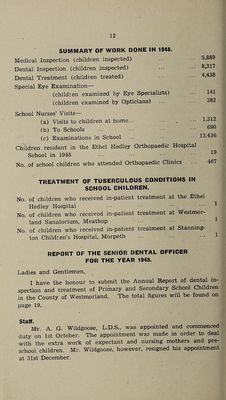 12
SUMMARY OF WORK DONE IN 1948.
Medical Inspection (children inspected) ... ... 5,889
Dental Inspection (children inspected) ... ... 8,317
Dental Treatment (children treated) ... ... 4,438
Special Eye Examination—
(children examined by Eye Specialists) ... 141
(children examined by Opticians) ... ... 382
School Nurses' Visits—
(a) Visits to children at home... ... ... 1,312
(b) To Schools ... ... ... 690
(c) Examinations in School ... ... 13,436
Children resident in the Ethel Hedley Orthopaedic Hospital
School in 1948 ... ... ... 19
No. of school children who attended Orthopaedic Clinics ... 467
TREATMENT OF TUBERCULOUS CONDITIONS IN
SCHOOL CHILDREN.
No. of children who received in-patient treatment at the Ethel
Hedley Hospital ... ... ... 1
No. of children who received in-patient treatment at Westmor-
land Sanatorium, Meathop ... ... 1
No. of children who received in-patient treatment at Stanning-
ton Children's Hospital, Morpeth ... ... 1
REPORT OF THE SENIOR DENTAL OFFICER
FOR THE YEAR 1948.
Ladies and Gentlemen,
I have the honour to submit the Annual Report of dental in-
spection and treatment of Primary and Secondary School Children
in the County of Westmorland. The total figures will be found on
page 19.
Staff.
Mr. A. G. Wildgoose, L.D.S., was appointed and commenced
duty on 1st October. The appointment was made in order to deal
with the extra work of expectant and nursing mothers and pre-
school children. Mr. Wildgoose, however, resigned his appointment
at 31st December.